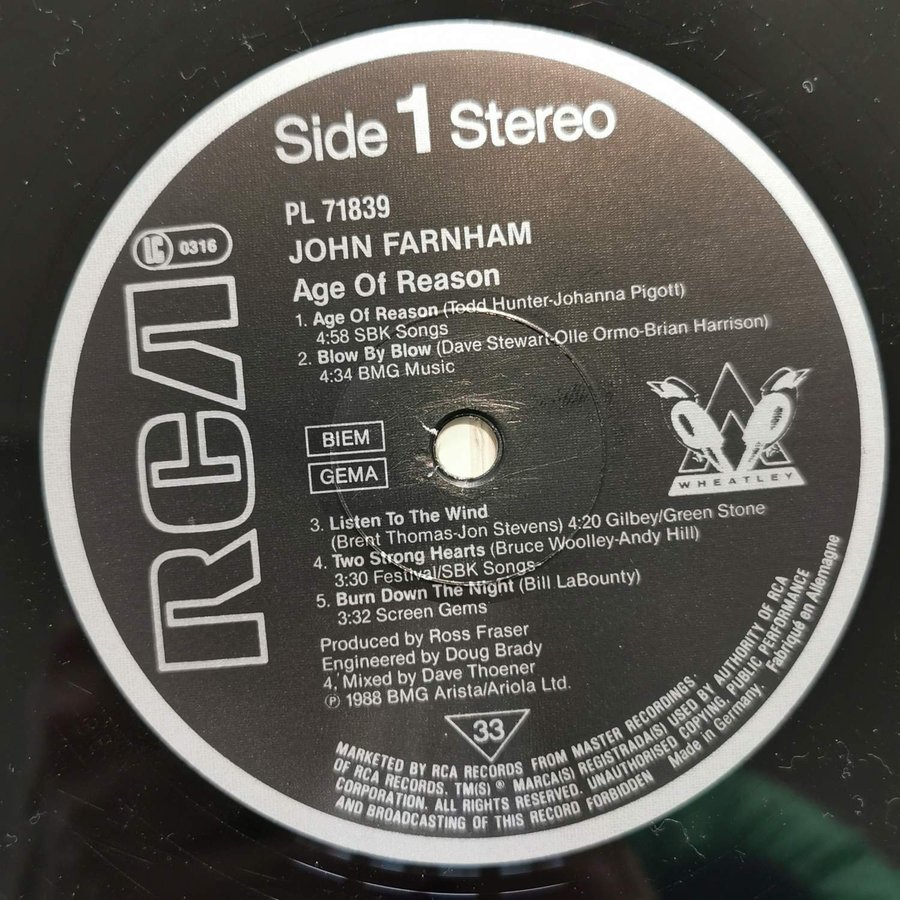 Side 1 Stereo
PL 71839
JOHN FARNHAM
Age Of Reason
1. Age Of Reason (Todd Hunter-Johanna Pigott)
4:58 SBK Songs
2. Blow By Blow (Dave Stewart-Olle Ormo-Brian Harrison)
4:34 BMG Music
LC 0316
RCA
BIEM
GEMA
WHEATLEY
3. Listen To The Wind
(Brent Thomas-Jon Stevens) 4:20 Gilbey/Green Stone
4. Two Strong Hearts (Bruce Woolley-Andy Hill)
3:30 Festival/SBK Songs
5. Burn Down The Night (Bill LaBounty)
3:32 Screen Gems
Produced by Ross Fraser
Engineered by Doug Brady
4, Mixed by Dave Thoener
℗ 1988 BMG Arista/Ariola Ltd.
33
MARKETED BY RCA RECORDS FROM MASTER RECORDINGS
OF RCA RECORDS. TM(S) ® MARCA(S) REGISTRADA(S) USED BY AUTHORITY OF RCA
CORPORATION. ALL RIGHTS RESERVED. UNAUTHORISED COPYING, PUBLIC PERFORMANCE
AND BROADCASTING OF THIS RECORD FORBIDDEN Made in Germany. Fabriqué en Allemagne